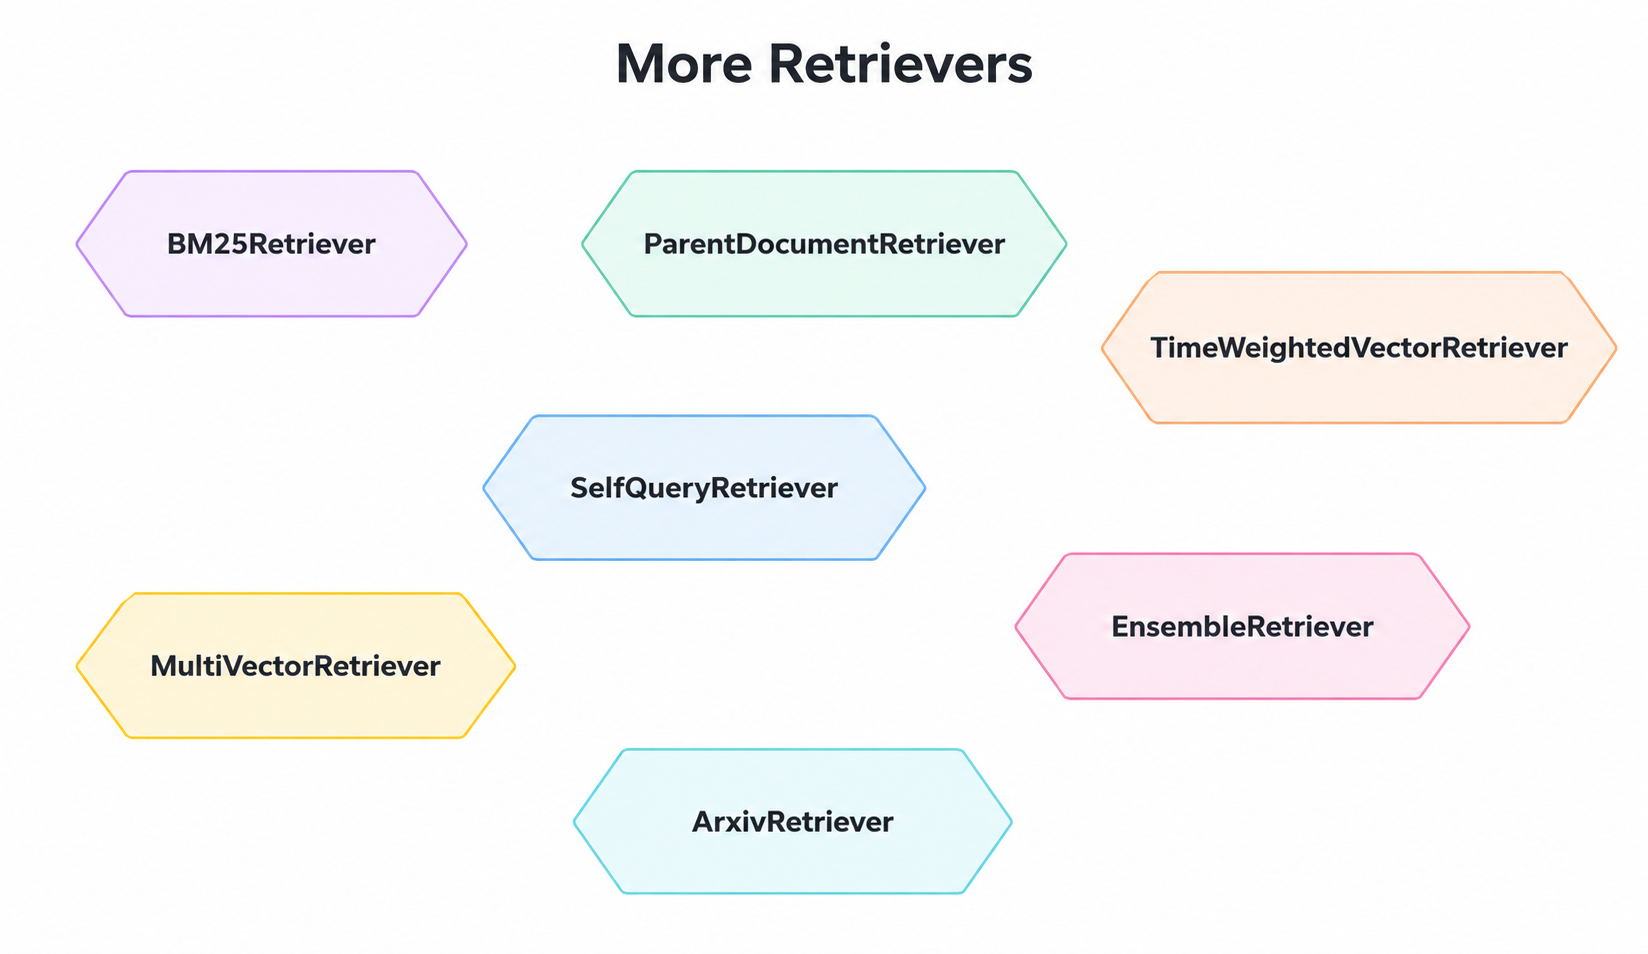 More Retrievers
BM25Retriever
ParentDocumentRetriever
TimeWeightedVectorRetriever
SelfQueryRetriever
EnsembleRetriever
MultiVectorRetriever
ArxivRetriever